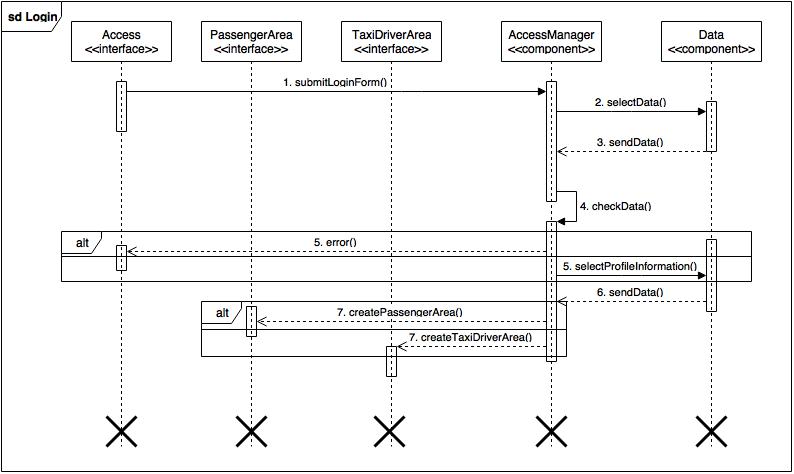 sd Login
Access
<<interface>>
PassengerArea
<<interface>>
TaxiDriverArea
<<interface>>
AccessManager
<<component>>
Data
<<component>>
1. submitLoginForm()
2. selectData()
3. sendData()
4. checkData()
alt
5. error()
5. selectProfileInformation()
6. sendData()
alt
7. createPassengerArea()
7. createTaxiDriverArea()